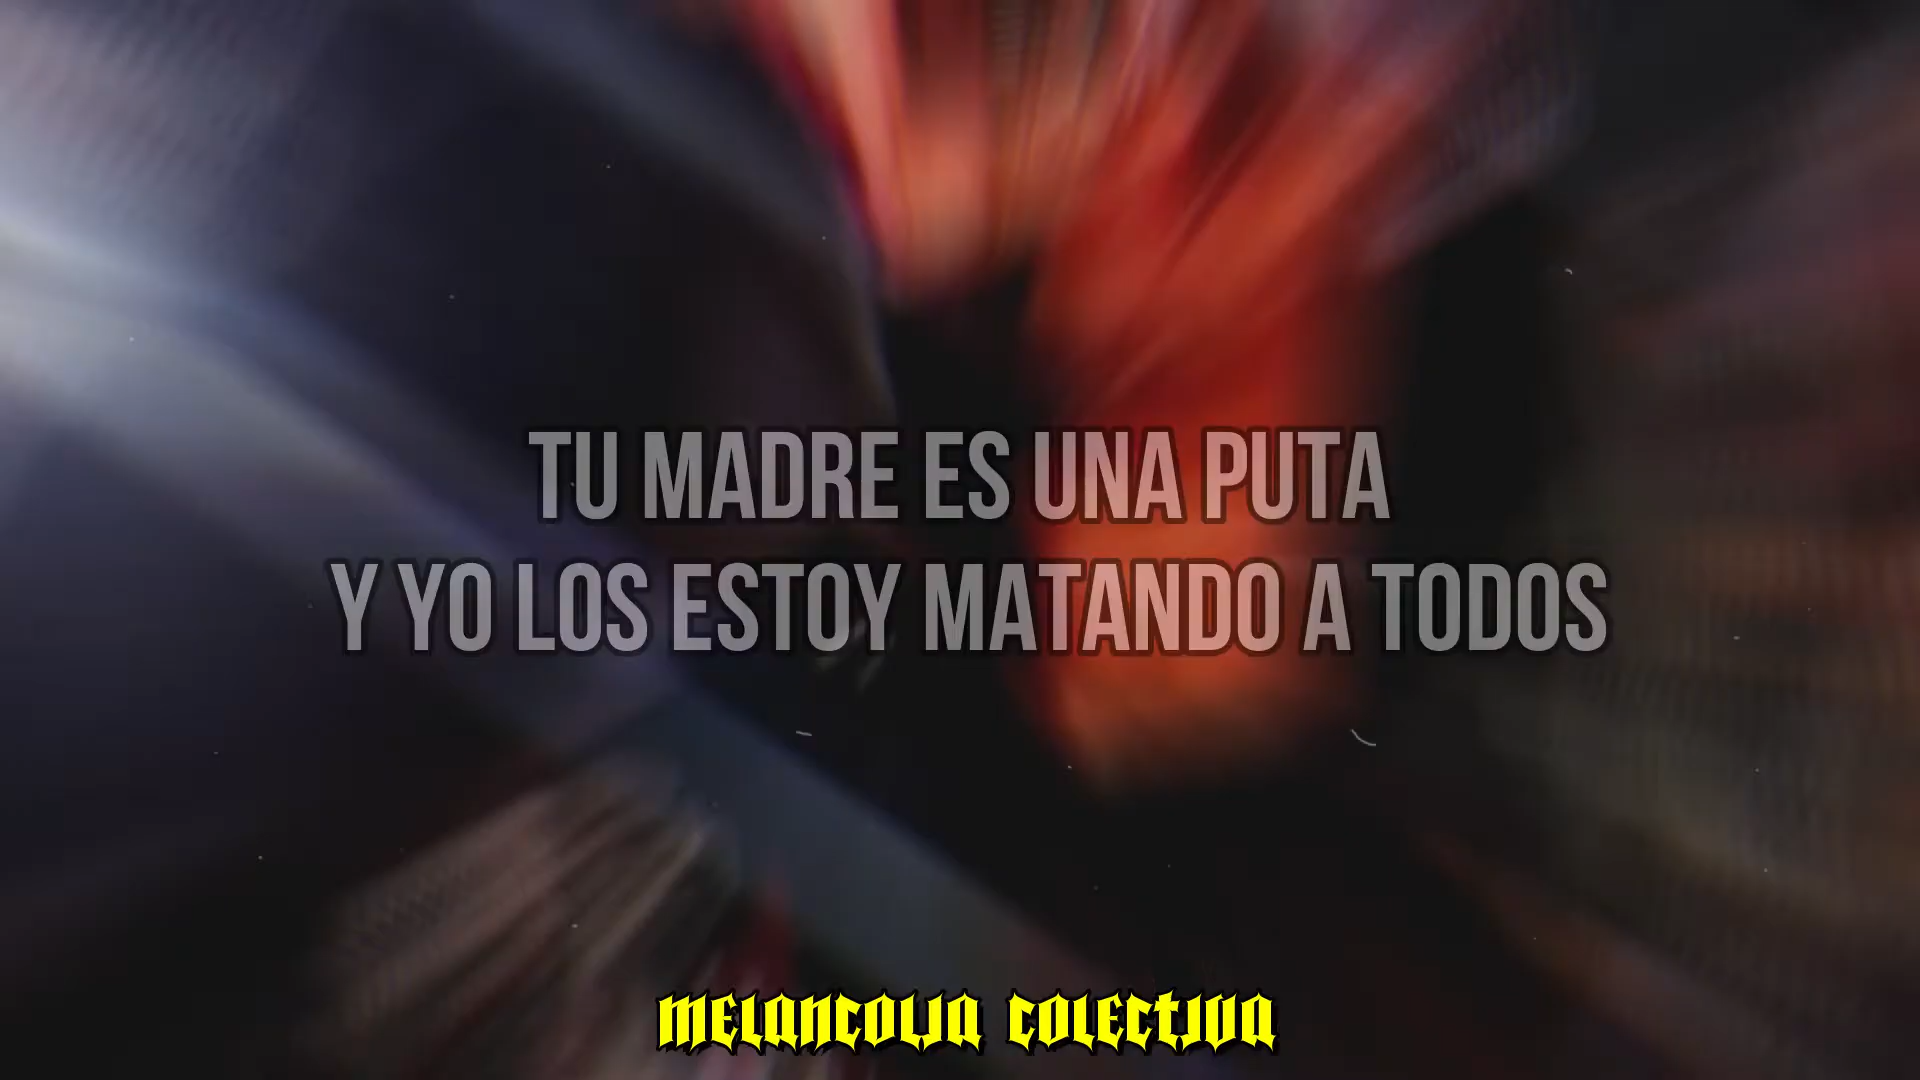 TU MADRE ES UNA PUTA
Y YO LOS ESTOY MATANDO A TODOS
MELANCOLIA COLECTIVA